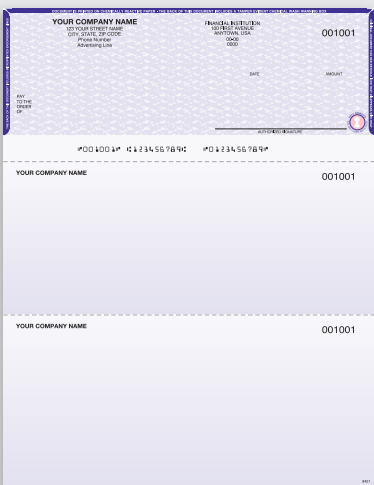 DOCUMENT IS PRINTED ON CHEMICALLY REACTIVE PAPER • THE BACK OF THIS DOCUMENT INCLUDES A TAMPER EVIDENT CHEMICAL WASH WARNING BOX
YOUR COMPANY NAME
123 YOUR STREET NAME
CITY, STATE, ZIP CODE
Phone Number
Advertising Line
FINANCIAL INSTITUTION
100 FIRST AVENUE
ANYTOWN, USA
00-00
0000
001001
DATE AMOUNT
PAY
TO THE
ORDER
OF:
AUTHORIZED SIGNATURE
⑈001001⑈ ⑆123456789⑆ ⑈0123456789⑈
YOUR COMPANY NAME 001001
YOUR COMPANY NAME 001001